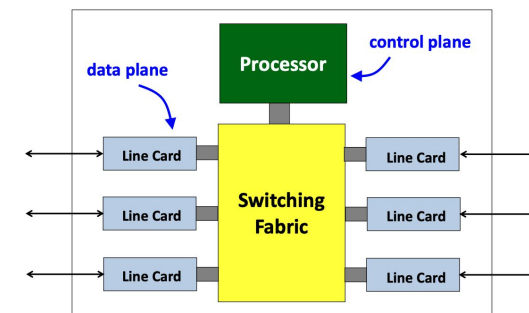 control plane
Processor
data plane
Line Card
Line Card
Switching
Fabric
Line Card
Line Card
Line Card
Line Card